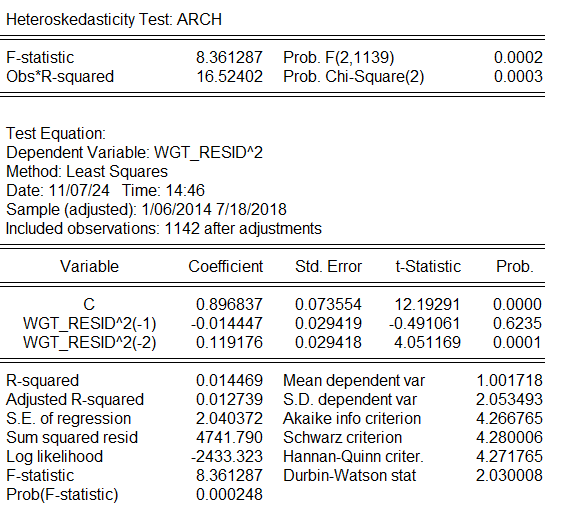 Heteroskedasticity Test: ARCH
F-statistic 8.361287 Prob. F(2,1139) 0.0002
Obs*R-squared 16.52402 Prob. Chi-Square(2) 0.0003
Test Equation:
Dependent Variable: WGT_RESID^2
Method: Least Squares
Date: 11/07/24 Time: 14:46
Sample (adjusted): 1/06/2014 7/18/2018
Included observations: 1142 after adjustments
Variable Coefficient Std. Error t-Statistic Prob.
C 0.896837 0.073554 12.19291 0.0000
WGT_RESID^2(-1) -0.014447 0.029419 -0.491061 0.6235
WGT_RESID^2(-2) 0.119176 0.029418 4.051169 0.0001
R-squared 0.014469 Mean dependent var 1.001718
Adjusted R-squared 0.012739 S.D. dependent var 2.053493
S.E. of regression 2.040372 Akaike info criterion 4.266765
Sum squared resid 4741.790 Schwarz criterion 4.280006
Log likelihood -2433.323 Hannan-Quinn criter. 4.271765
F-statistic 8.361287 Durbin-Watson stat 2.030008
Prob(F-statistic) 0.000248